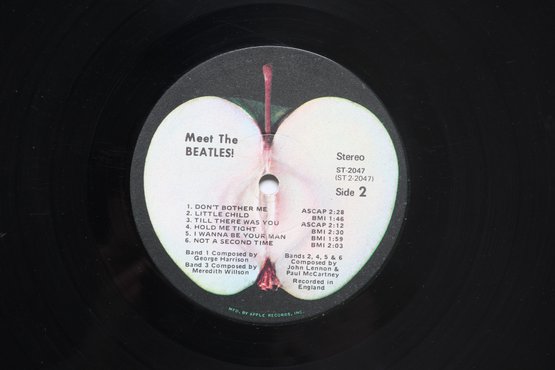 Meet The
BEATLES!
Stereo
ST-2047
(ST 2-2047)
Side 2
1. DON'T BOTHER ME ASCAP 2:28
2. LITTLE CHILD BMI 1:46
3. TILL THERE WAS YOU ASCAP 2:12
4. HOLD ME TIGHT BMI 2:30
5. I WANNA BE YOUR MAN BMI 1:59
6. NOT A SECOND TIME BMI 2:03
Band 1 Composed by
George Harrison
Band 3 Composed by
Meredith Willson
Bands 2, 4, 5 & 6
Composed by
John Lennon &
Paul McCartney
Recorded in
England
MFD. BY APPLE RECORDS, INC.